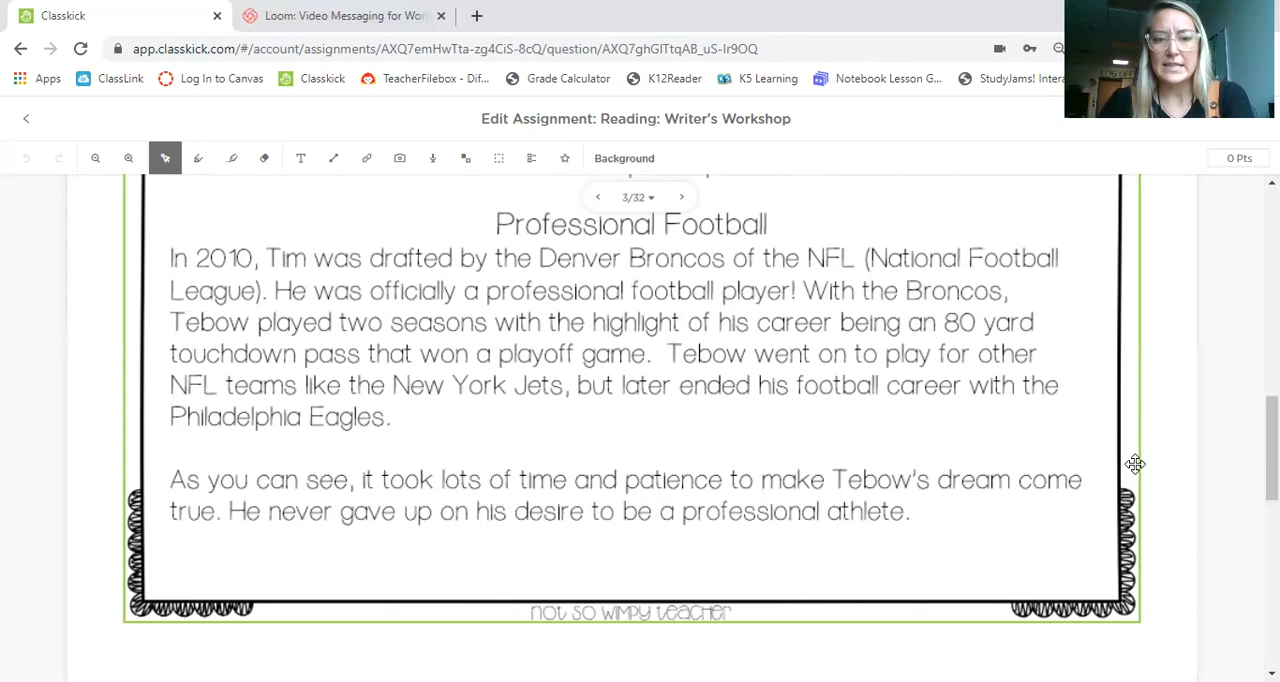 Classkick
Loom: Video Messaging for Wor
app.classkick.com/#/account/assignments/AXQ7emHwTta-zg4CiS-8cQ/question/AXQ7ghGlTtqAB_uS-Ir9OQ
Apps ClassLink Log In to Canvas Classkick TeacherFilebox - Dif... Grade Calculator K12Reader K5 Learning Notebook Lesson G... StudyJams! Intera
Edit Assignment: Reading: Writer's Workshop
T Background 0 Pts
3/32
Professional Football
In 2010, Tim was drafted by the Denver Broncos of the NFL (National Football
League). He was officially a professional football player! With the Broncos,
Tebow played two seasons with the highlight of his career being an 80 yard
touchdown pass that won a playoff game. Tebow went on to play for other
NFL teams like the New York Jets, but later ended his football career with the
Philadelphia Eagles.
As you can see, it took lots of time and patience to make Tebow's dream come
true. He never gave up on his desire to be a professional athlete.
not so wimpy teacher